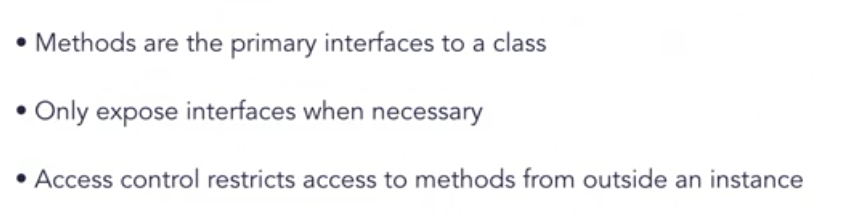 • Methods are the primary interfaces to a class
• Only expose interfaces when necessary
• Access control restricts access to methods from outside an instance